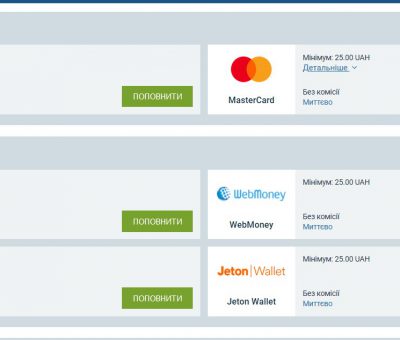 Мінімум: 25.00 UAH
Детальніше
ПОПОВНИТИ
MasterCard
Без комісії
Миттєво
Мінімум: 25.00 UAH
WebMoney
ПОПОВНИТИ
WebMoney
Без комісії
Миттєво
Мінімум: 25.00 UAH
Jeton|Wallet
ПОПОВНИТИ
Jeton Wallet
Без комісії
Миттєво